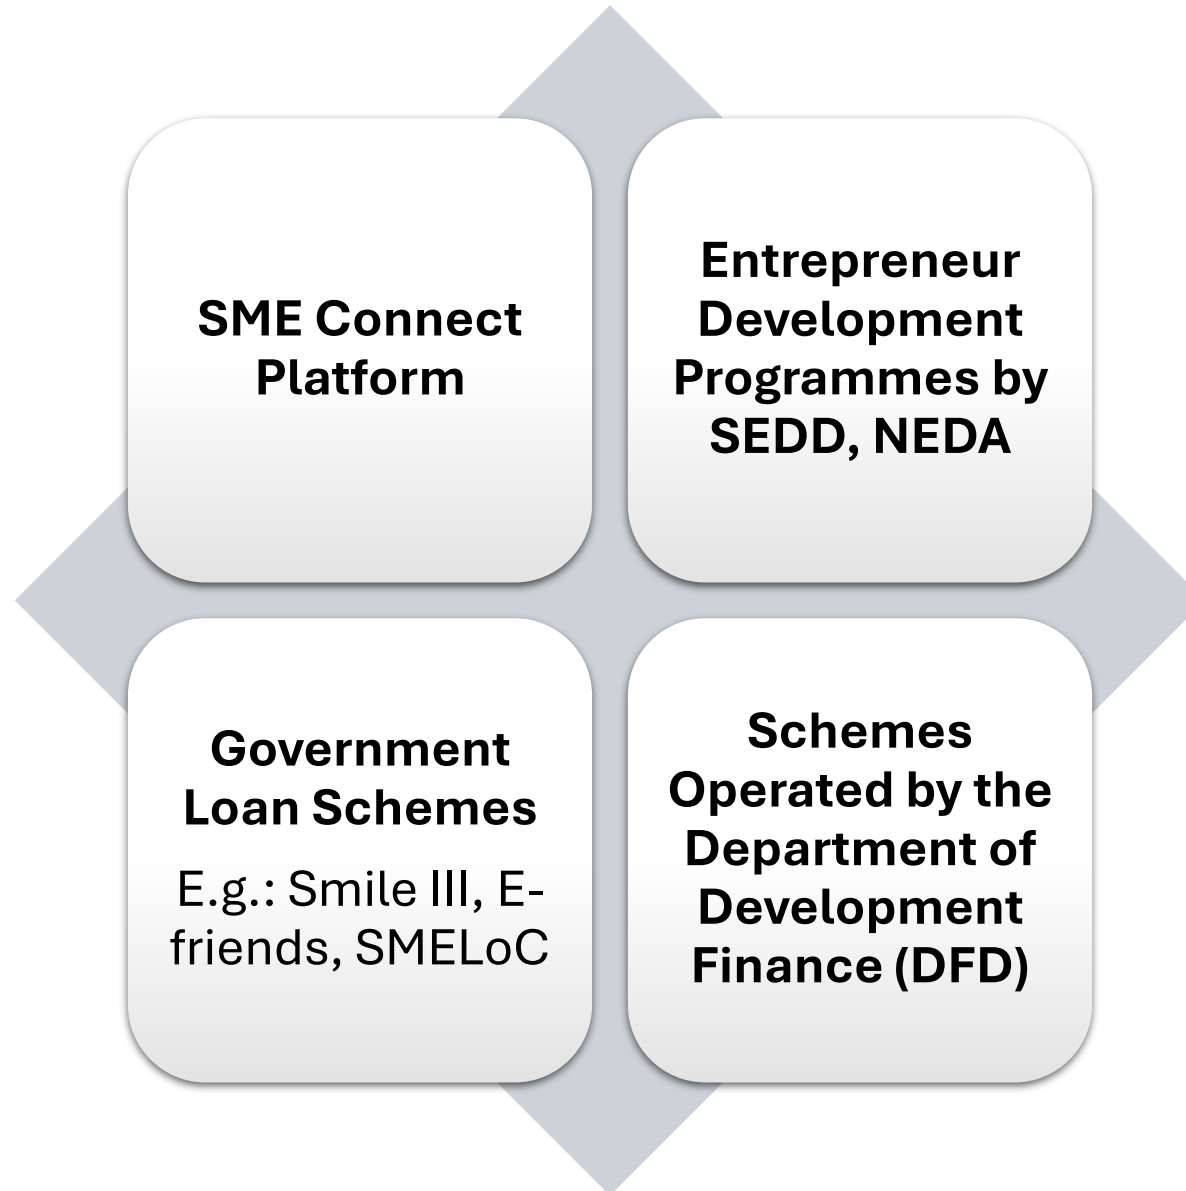 SME Connect
Platform
Entrepreneur
Development
Programmes by
SEDD, NEDA
Government
Loan Schemes
E.g.: Smile III, E-
friends, SMELoC
Schemes
Operated by the
Department of
Development
Finance (DFD)